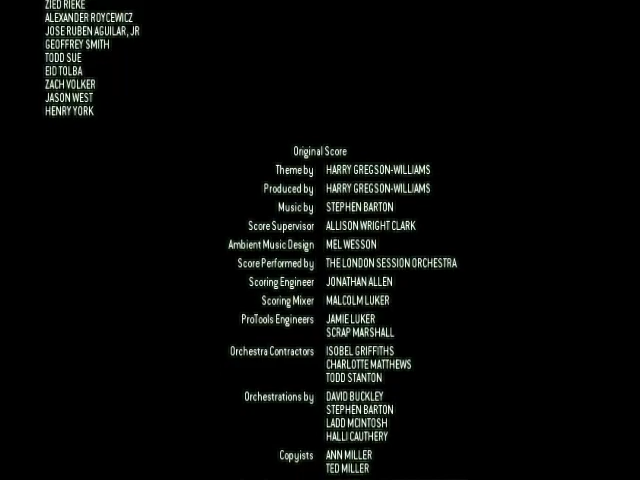 ZIED RIEKE
ALEXANDER ROYCEWICZ
JOSE RUBEN AGUILAR, JR
GEOFFREY SMITH
TODD SUE
EID TOLBA
ZACH VOLKER
JASON WEST
HENRY YORK
Original Score
Theme by HARRY GREGSON-WILLIAMS
Produced by HARRY GREGSON-WILLIAMS
Music by STEPHEN BARTON
Score Supervisor ALLISON WRIGHT CLARK
Ambient Music Design MEL WESSON
Score Performed by THE LONDON SESSION ORCHESTRA
Scoring Engineer JONATHAN ALLEN
Scoring Mixer MALCOLM LUKER
ProTools Engineers JAMIE LUKER
SCRAP MARSHALL
Orchestra Contractors ISOBEL GRIFFITHS
CHARLOTTE MATTHEWS
TODD STANTON
Orchestrations by DAVID BUCKLEY
STEPHEN BARTON
LADD MCINTOSH
HALLI CAUTHERY
Copyists ANN MILLER
TED MILLER